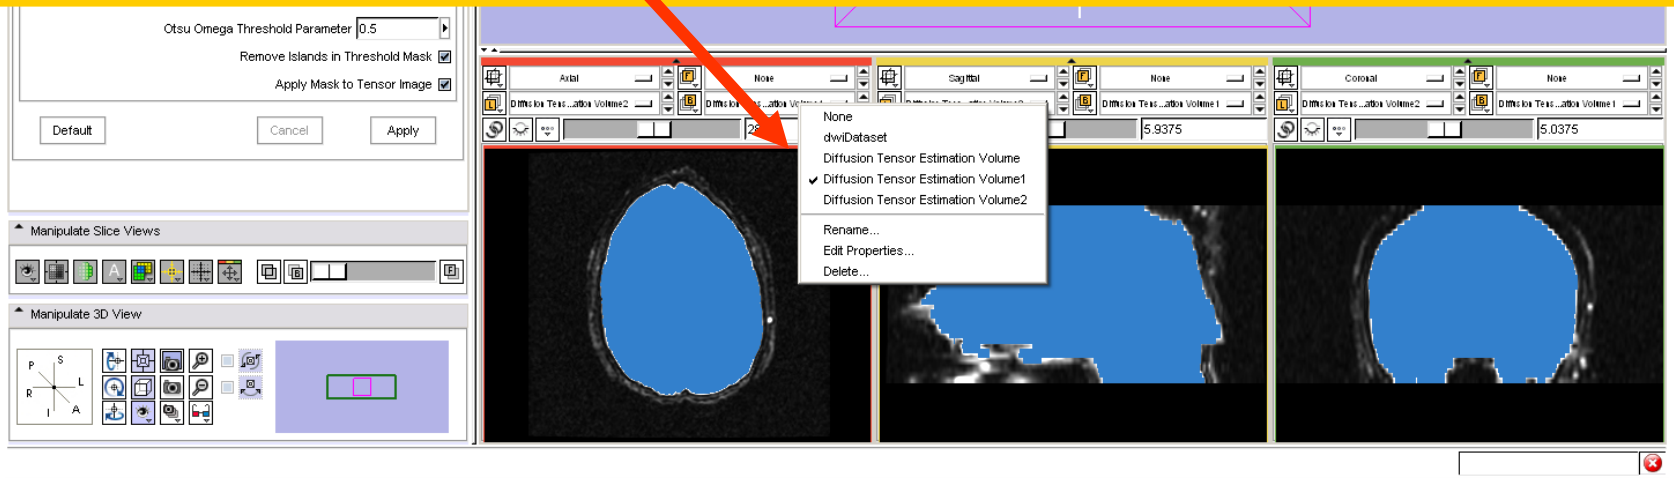 Otsu Omega Threshold Parameter 0.5
Remove Islands in Threshold Mask
Apply Mask to Tensor Image
Default Cancel Apply
Manipulate Slice Views
Manipulate 3D View
P S L R I A
Axial None
Diffusion Tens...ation Volume2
Sagittal None
Diffusion Tens...ation Volume1
5.9375
Coronal None
Diffusion Tens...ation Volume2 Diffusion Tens...ation Volume1
5.0375
None
dwiDataset
Diffusion Tensor Estimation Volume
Diffusion Tensor Estimation Volume1
Diffusion Tensor Estimation Volume2
Rename...
Edit Properties...
Delete...